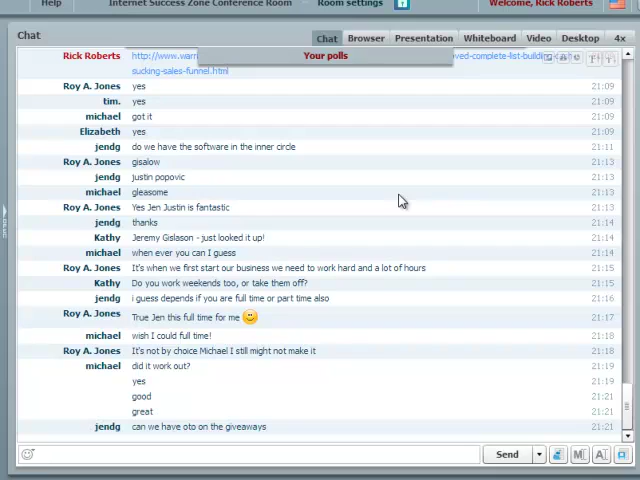 Help Internet Success Zone Conference Room Room settings Welcome, Rick Roberts
Chat
Chat Browser Presentation Whiteboard Video Desktop 4x
Your polls
Rick Roberts http://www.warr oved-complete-list-building-
sucking-sales-funnel.html
Roy A. Jones yes 21:09
tim. yes 21:09
michael got it 21:09
Elizabeth yes 21:09
jendg do we have the software in the inner circle 21:11
Roy A. Jones gisalow 21:13
jendg justin popovic 21:13
michael gleasome 21:13
Roy A. Jones Yes Jen Justin is fantastic 21:13
jendg thanks 21:14
Kathy Jeremy Gislason - just looked it up! 21:14
michael when ever you can I guess 21:14
Roy A. Jones It's when we first start our business we need to work hard and a lot of hours 21:15
Kathy Do you work weekends too, or take them off? 21:15
jendg i guess depends if you are full time or part time also 21:16
Roy A. Jones True Jen this full time for me 21:17
michael wish I could full time! 21:18
Roy A. Jones It's not by choice Michael I still might not make it 21:18
michael did it work out? 21:19
yes 21:19
good 21:21
great 21:21
jendg can we have oto on the giveaways 21:21
Send